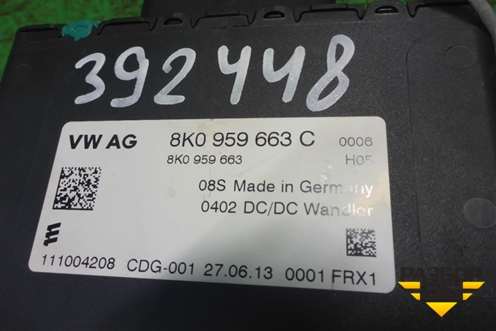 392448
VW AG 8K0 959 663 C 0006
8K0 959 663 H05
08S Made in Germany
0402 DC/DC Wandler
111004208 CDG-001 27.06.13 0001 FRX1
РАЗБОР